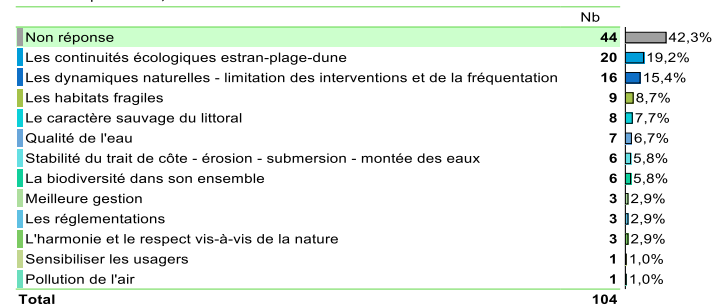 Nb
Non réponse 44 42,3%
Les continuités écologiques estran-plage-dune 20 19,2%
Les dynamiques naturelles - limitation des interventions et de la fréquentation 16 15,4%
Les habitats fragiles 9 8,7%
Le caractère sauvage du littoral 8 7,7%
Qualité de l'eau 7 6,7%
Stabilité du trait de côte - érosion - submersion - montée des eaux 6 5,8%
La biodiversité dans son ensemble 6 5,8%
Meilleure gestion 3 2,9%
Les réglementations 3 2,9%
L'harmonie et le respect vis-à-vis de la nature 3 2,9%
Sensibiliser les usagers 1 1,0%
Pollution de l'air 1 1,0%
Total 104